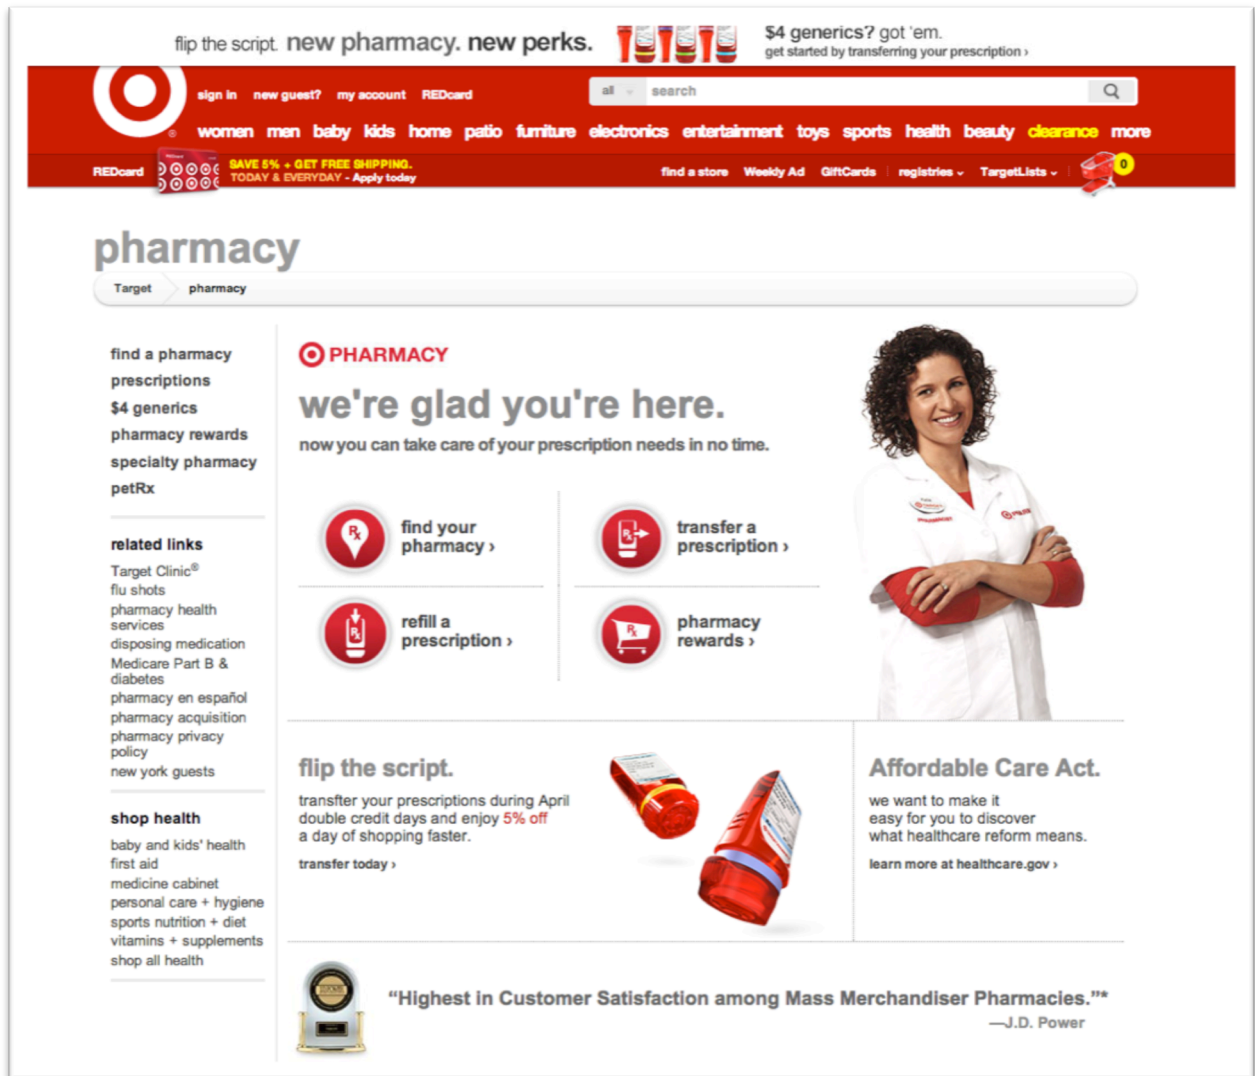 flip the script. new pharmacy. new perks.
$4 generics? got 'em.
get started by transferring your prescription ›
sign in new guest? my account REDcard
all search
®
women men baby kids home patio furniture electronics entertainment toys sports health beauty clearance more
REDcard
SAVE 5% + GET FREE SHIPPING.
TODAY & EVERYDAY - Apply today
find a store Weekly Ad GiftCards registries TargetLists
0
pharmacy
Target pharmacy
find a pharmacy
prescriptions
$4 generics
pharmacy rewards
specialty pharmacy
petRx
related links
Target Clinic®
flu shots
pharmacy health
services
disposing medication
Medicare Part B &
diabetes
pharmacy en español
pharmacy acquisition
pharmacy privacy
policy
new york guests
shop health
baby and kids' health
first aid
medicine cabinet
personal care + hygiene
sports nutrition + diet
vitamins + supplements
shop all health
PHARMACY
we're glad you're here.
now you can take care of your prescription needs in no time.
Rx
find your
pharmacy ›
Rx
transfer a
prescription ›
Rx
refill a
prescription ›
Rx
pharmacy
rewards ›
flip the script.
transfter your prescriptions during April
double credit days and enjoy 5% off
a day of shopping faster.
transfer today ›
Affordable Care Act.
we want to make it
easy for you to discover
what healthcare reform means.
learn more at healthcare.gov ›
“Highest in Customer Satisfaction among Mass Merchandiser Pharmacies.”*
—J.D. Power